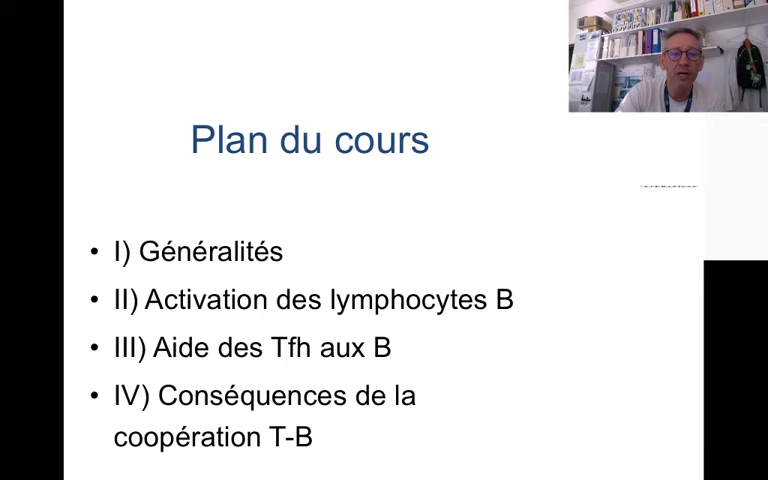 Plan du cours
• I) Généralités
• II) Activation des lymphocytes B
• III) Aide des Tfh aux B
• IV) Conséquences de la
coopération T-B